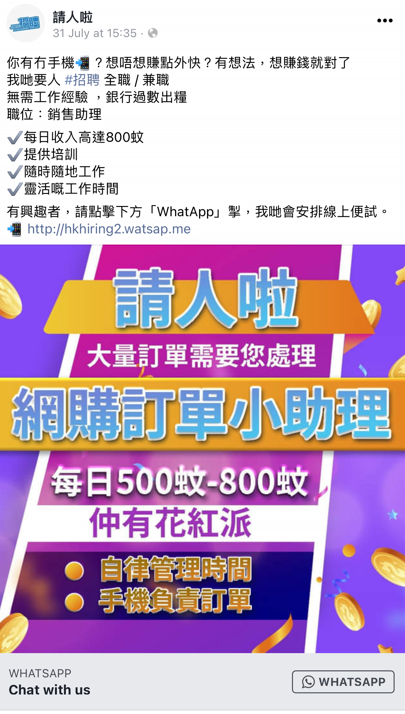 請人啦
31 July at 15:35
你有冇手機📲？想唔想賺點外快？有想法，想賺錢就對了
我哋要人 #招聘 全職 / 兼職
無需工作經驗 ，銀行過數出糧
職位：銷售助理
✔️每日收入高達800蚊
✔️提供培訓
✔️隨時隨地工作
✔️靈活嘅工作時間
有興趣者，請點擊下方「WhatApp」掣，我哋會安排線上便試。
📲 http://hkhiring2.watsap.me
請人啦
大量訂單需要您處理
網購訂單小助理
每日500蚊-800蚊
仲有花紅派
自律管理時間
手機負責訂單
WHATSAPP
Chat with us
WHATSAPP